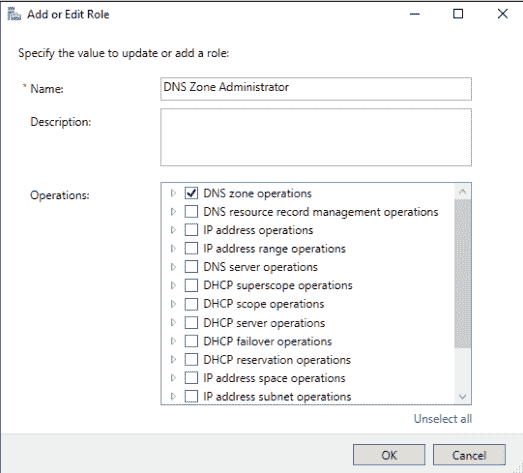 Add or Edit Role
Specify the value to update or add a role:
* Name:
DNS Zone Administrator
Description:
Operations:
DNS zone operations
DNS resource record management operations
IP address operations
IP address range operations
DNS server operations
DHCP superscope operations
DHCP scope operations
DHCP server operations
DHCP failover operations
DHCP reservation operations
IP address space operations
IP address subnet operations
Unselect all
OK
Cancel